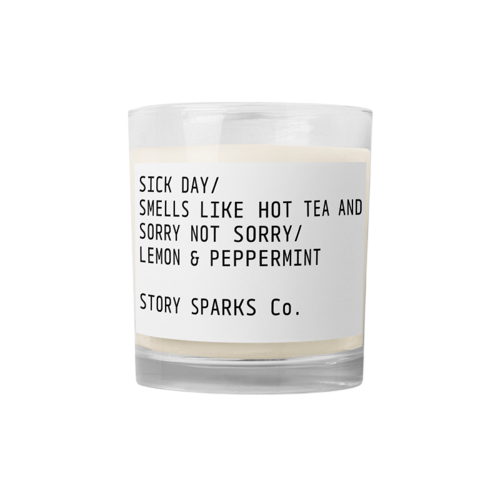 SICK DAY/
SMELLS LIKE HOT TEA AND
SORRY NOT SORRY/
LEMON & PEPPERMINT
STORY SPARKS Co.